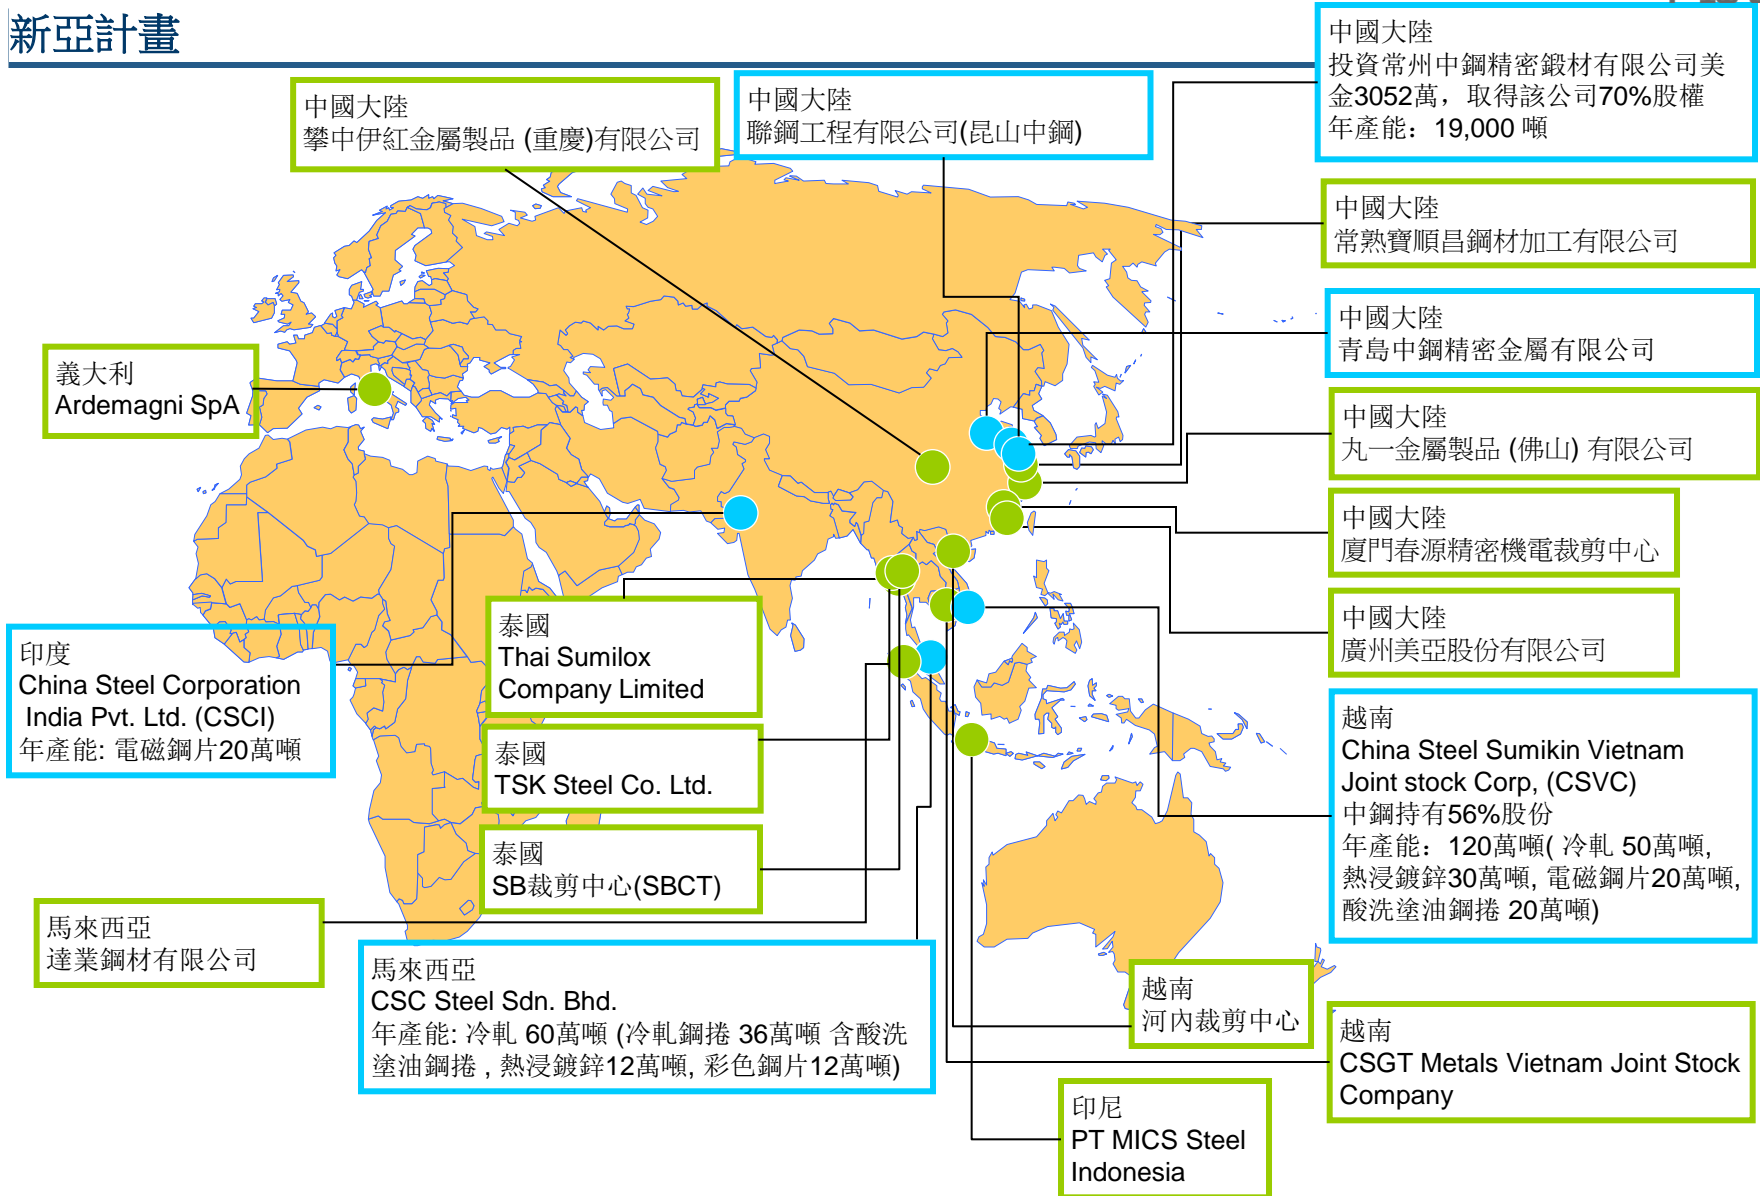 新亞計畫
中國大陸
攀中伊紅金屬製品 (重慶)有限公司
中國大陸
聯鋼工程有限公司(昆山中鋼)
中國大陸
投資常州中鋼精密鍛材有限公司美
金3052萬，取得該公司70%股權
年產能：19,000 噸
中國大陸
常熟寶順昌鋼材加工有限公司
中國大陸
青島中鋼精密金屬有限公司
義大利
Ardemagni SpA
中國大陸
丸一金屬製品 (佛山) 有限公司
中國大陸
廈門春源精密機電裁剪中心
中國大陸
廣州美亞股份有限公司
印度
China Steel Corporation
India Pvt. Ltd. (CSCI)
年產能: 電磁鋼片20萬噸
泰國
Thai Sumilox
Company Limited
泰國
TSK Steel Co. Ltd.
泰國
SB裁剪中心(SBCT)
越南
China Steel Sumikin Vietnam
Joint stock Corp, (CSVC)
中鋼持有56%股份
年產能：120萬噸( 冷軋 50萬噸,
熱浸鍍鋅30萬噸, 電磁鋼片20萬噸,
酸洗塗油鋼捲 20萬噸)
馬來西亞
達業鋼材有限公司
馬來西亞
CSC Steel Sdn. Bhd.
年產能: 冷軋 60萬噸 (冷軋鋼捲 36萬噸 含酸洗
塗油鋼捲 , 熱浸鍍鋅12萬噸, 彩色鋼片12萬噸)
越南
河內裁剪中心
越南
CSGT Metals Vietnam Joint Stock
Company
印尼
PT MICS Steel
Indonesia